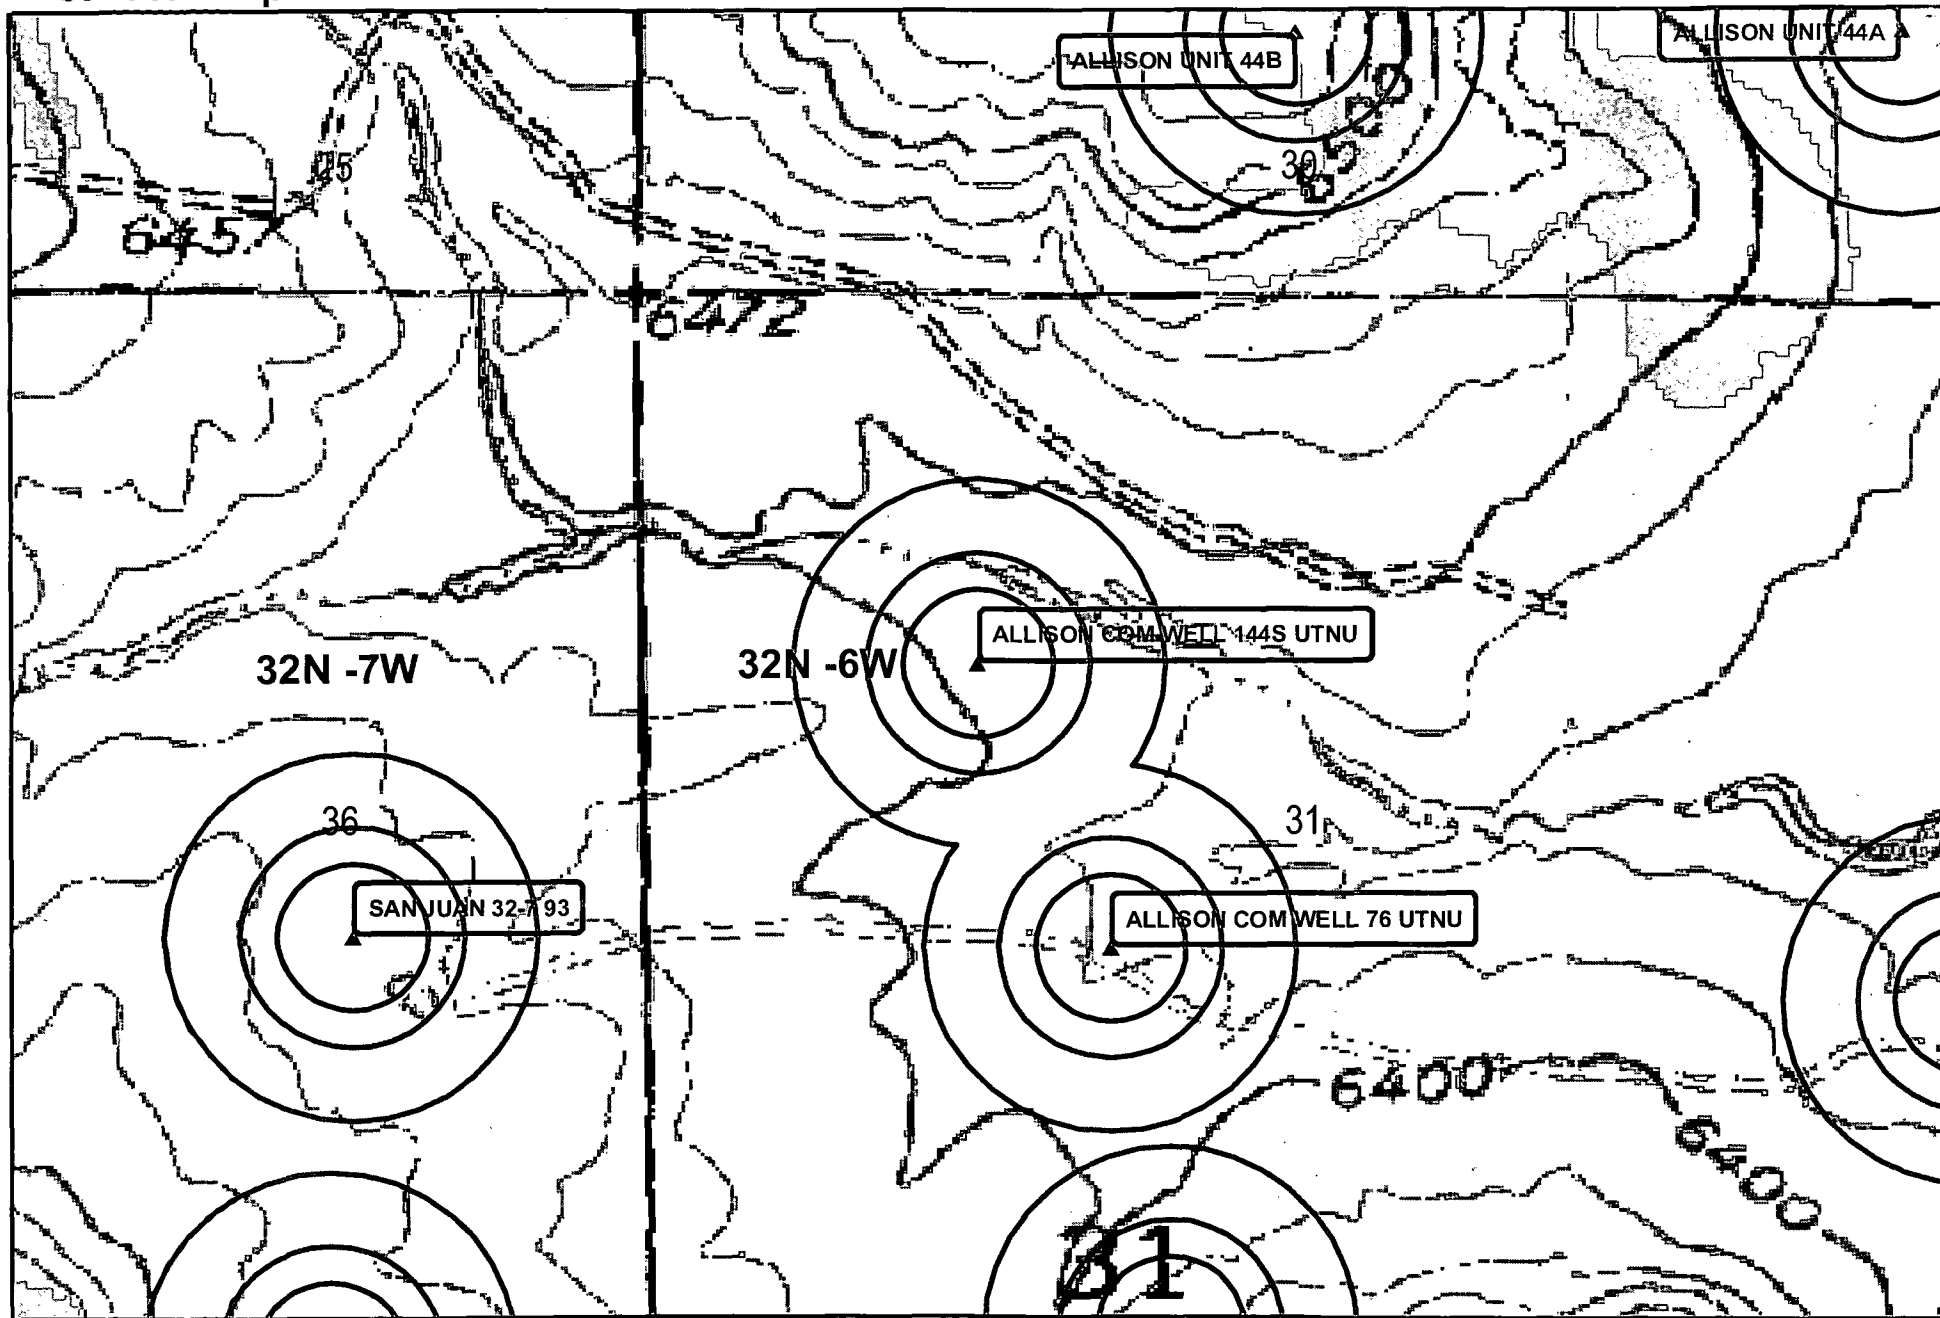 ALLISON UNIT 44B
ALLISON UNIT 44A
25
30
6472
ALLISON COM WELL 144S UTNU
32N -7W
32N -6W
36
31
SAN JUAN 32-7 93
ALLISON COM WELL 76 UTNU
6400
6400
31